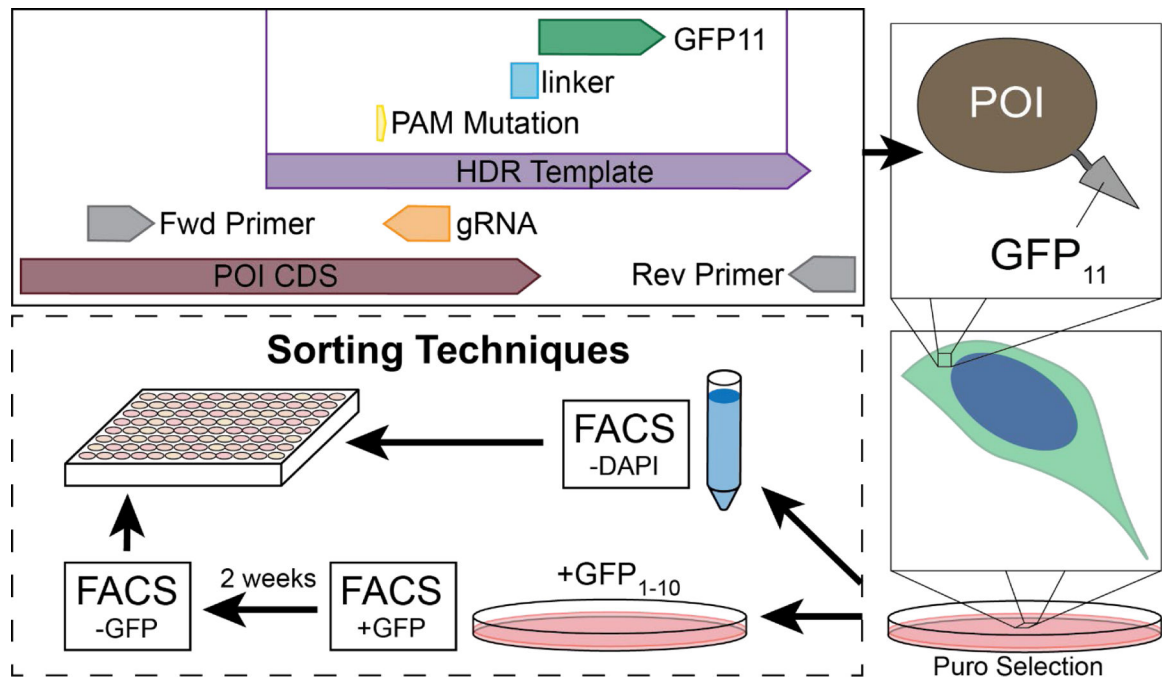 GFP11
linker
PAM Mutation
HDR Template
Fwd Primer
gRNA
POI CDS
Rev Primer
POI
GFP11
Sorting Techniques
FACS
-DAPI
+GFP1-10
FACS
-GFP
2 weeks
FACS
+GFP
Puro Selection